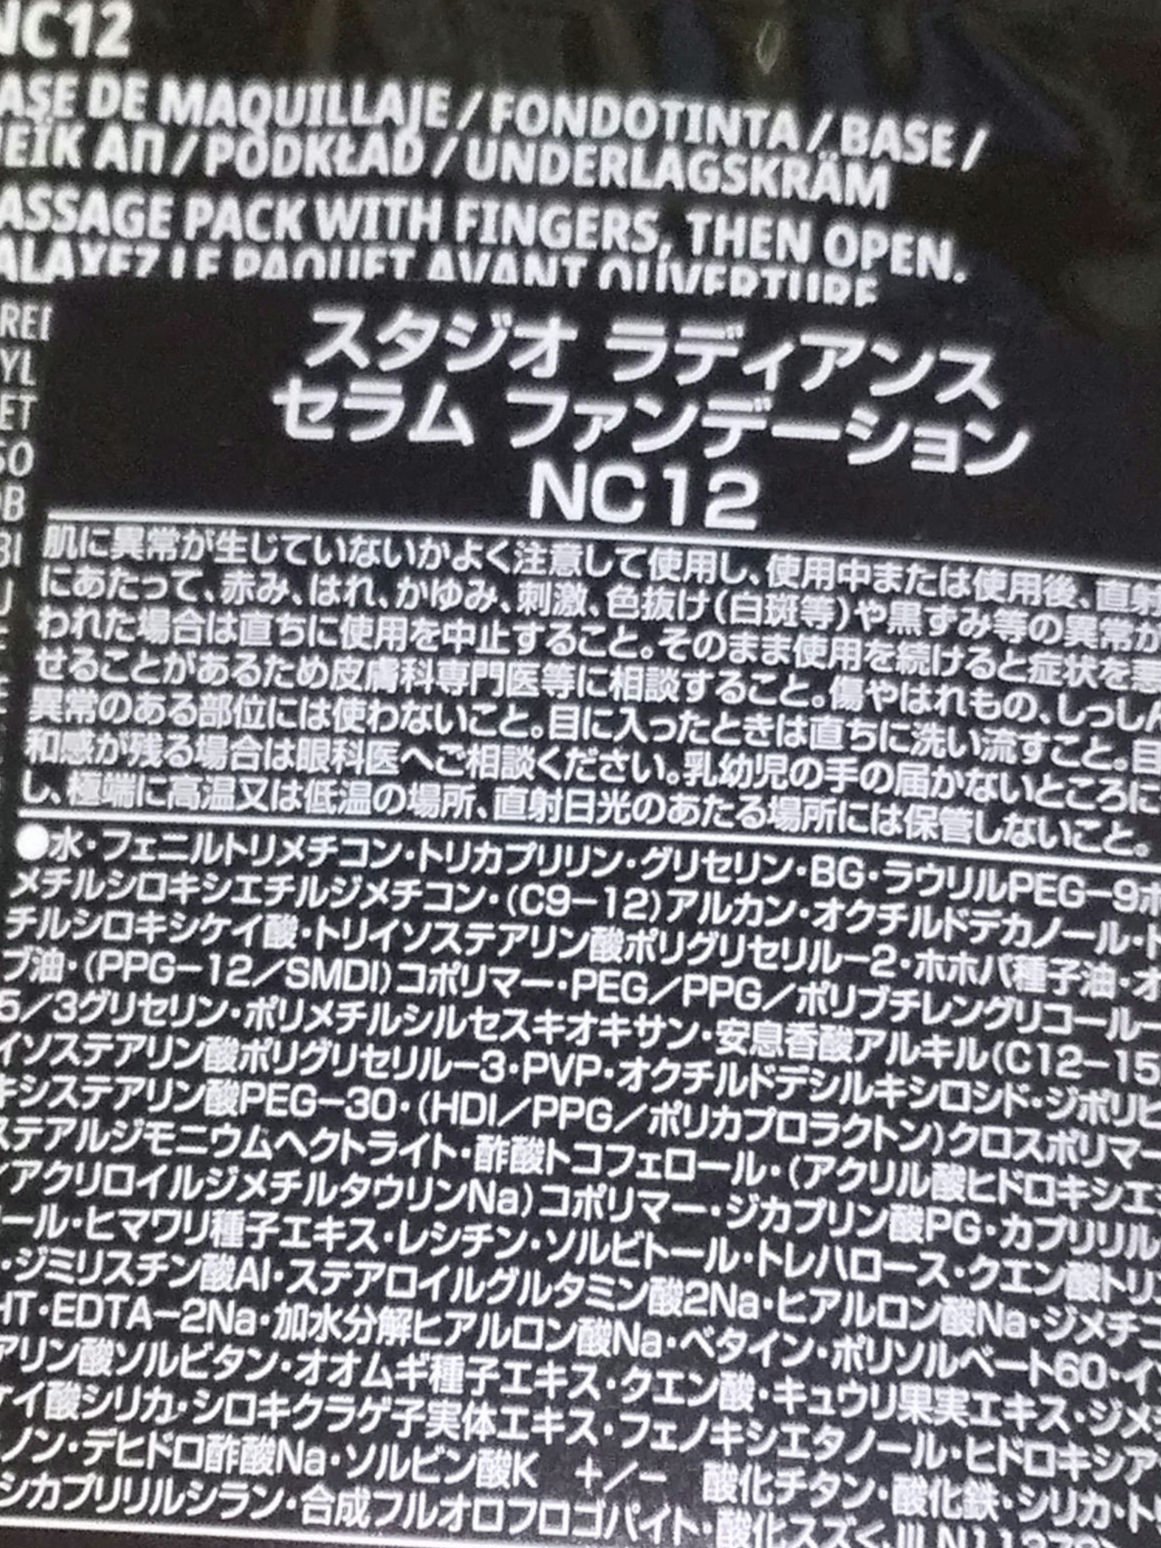 NC12
ASE DE MAQUILLAJE / FONDOTINTA / BASE /
ΜΕΪΚ ΑΠ / PODKŁAD / UNDERLAGSKRÄM
ASSAGE PACK WITH FINGERS, THEN OPEN.
ALAXEZ LE PAQUET AVANT OUVERTURE
スタジオ ラディアンス
セラム ファンデーション
NC12
肌に異常が生じていないかよく注意して使用し、使用中または使用後、直射
にあたって、赤み、はれ、かゆみ、刺激、色抜け(白斑等)や黒ずみ等の異常が
われた場合は直ちに使用を中止すること。そのまま使用を続けると症状を悪
せることがあるため皮膚科専門医等に相談すること。傷やはれもの、しっしん
異常のある部位には使わないこと。目に入ったときは直ちに洗い流すこと。目
和感が残る場合は眼科医へご相談ください。乳幼児の手の届かないところに
し、極端に高温又は低温の場所、直射日光のあたる場所には保管しないこと。
●水・フェニルトリメチコン・トリカプリリン・グリセリン・BG・ラウリルPEG-9ポ
メチルシロキシエチルジメチコン・(C9-12)アルカン・オクチルドデカノール・ト
チルシロキシケイ酸・トリイソステアリン酸ポリグリセリル-2・ホホバ種子油・オ
ブ油・(PPG-12/SMDI)コポリマー・PEG/PPG/ポリブチレングリコール-
5/3グリセリン・ポリメチルシルセスキオキサン・安息香酸アルキル(C12-15
イソステアリン酸ポリグリセリル-3・PVP・オクチルドデシルキシロシド・ジポリヒ
キシステアリン酸PEG-30・(HDI/PPG/ポリカプロラクトン)クロスポリマー
ステアルジモニウムヘクトライト・酢酸トコフェロール・(アクリル酸ヒドロキシエ
/アクリロイルジメチルタウリンNa)コポリマー・ジカプリン酸PG・カプリリル
ール・ヒマワリ種子エキス・レシチン・ソルビトール・トレハロース・クエン酸トリ
・ジミリスチン酸Al・ステアロイルグルタミン酸2Na・ヒアルロン酸Na・ジメチコ
HT・EDTA-2Na・加水分解ヒアルロン酸Na・ベタイン・ポリソルベート60・イソ
アリン酸ソルビタン・オオムギ種子エキス・クエン酸・キュウリ果実エキス・ジメ
ケイ酸シリカ・シロキクラゲ子実体エキス・フェノキシエタノール・ヒドロキシア
ノン・デヒドロ酢酸Na・ソルビン酸K +/- 酸化チタン・酸化鉄・シリカ・ト
シカプリリルシラン・合成フルオロフロゴパイト・酸化スズ